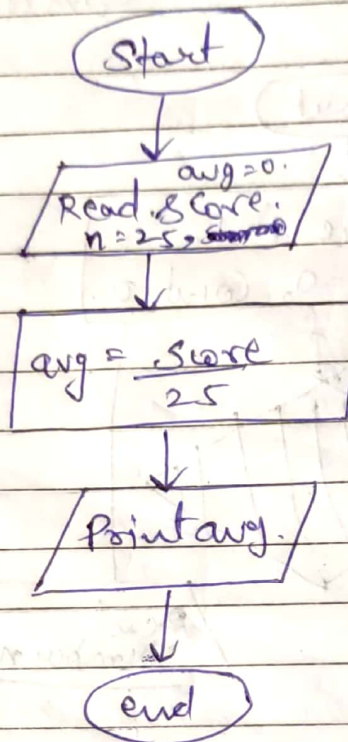 Start
avg=0.
Read score.
n=25,
avg = score
25
Print avg.
end